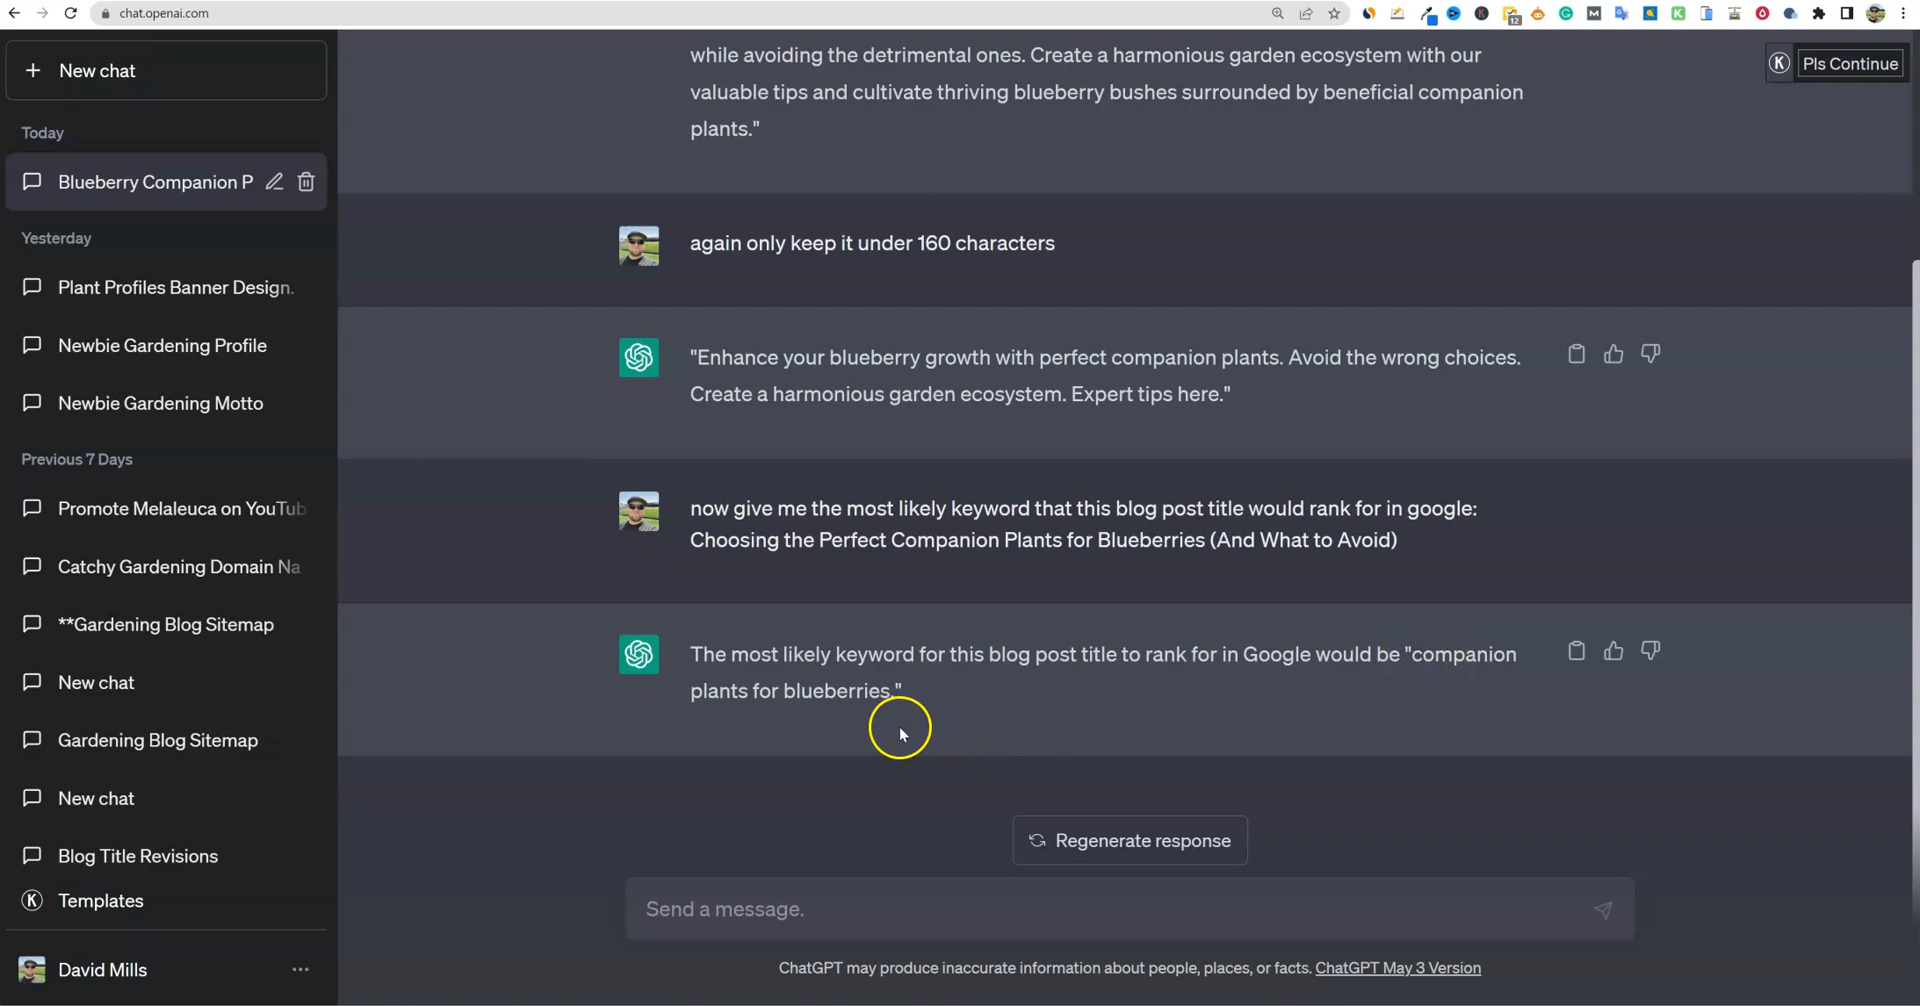 chat.openai.com
12
New chat
Today
Blueberry Companion P
Yesterday
Plant Profiles Banner Design.
Newbie Gardening Profile
Newbie Gardening Motto
Previous 7 Days
Promote Melaleuca on YouTub
Catchy Gardening Domain Na
**Gardening Blog Sitemap
New chat
Gardening Blog Sitemap
New chat
Blog Title Revisions
K Templates
David Mills
K Pls Continue
while avoiding the detrimental ones. Create a harmonious garden ecosystem with our
valuable tips and cultivate thriving blueberry bushes surrounded by beneficial companion
plants."
again only keep it under 160 characters
"Enhance your blueberry growth with perfect companion plants. Avoid the wrong choices.
Create a harmonious garden ecosystem. Expert tips here."
now give me the most likely keyword that this blog post title would rank for in google:
Choosing the Perfect Companion Plants for Blueberries (And What to Avoid)
The most likely keyword for this blog post title to rank for in Google would be "companion
plants for blueberries."
Regenerate response
Send a message.
ChatGPT may produce inaccurate information about people, places, or facts. ChatGPT May 3 Version